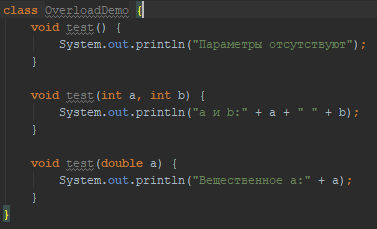 class OverloadDemo {
void test() {
System.out.println("Параметры отсутствуют");
}
void test(int a, int b) {
System.out.println("a и b:" + a + " " + b);
}
void test(double a) {
System.out.println("Вещественное a:" + a);
}
}